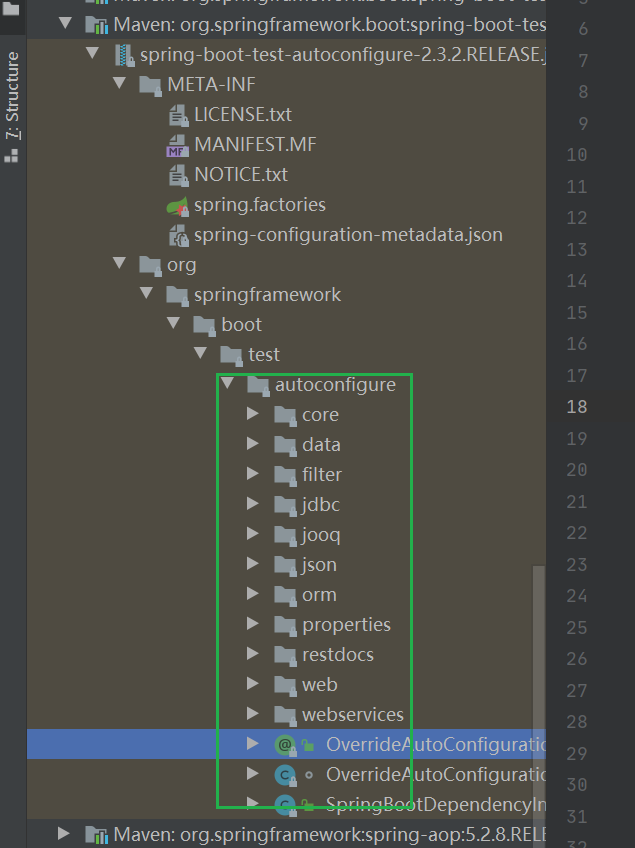 Maven: org.springframework.boot:spring-boot-test
spring-boot-test-autoconfigure-2.3.2.RELEASE.j
META-INF
LICENSE.txt
MANIFEST.MF
NOTICE.txt
spring.factories
spring-configuration-metadata.json
org
springframework
boot
test
autoconfigure
core
data
filter
jdbc
jooq
json
orm
properties
restdocs
web
webservices
OverrideAutoConfiguratio
OverrideAutoConfiguratio
SpringBootDependencyIn
Maven: org.springframework:spring-aop:5.2.8.RELE
7: Structure
6
7
8
9
10
11
12
13
14
15
16
17
18
19
20
21
22
23
24
25
26
27
28
29
30
31